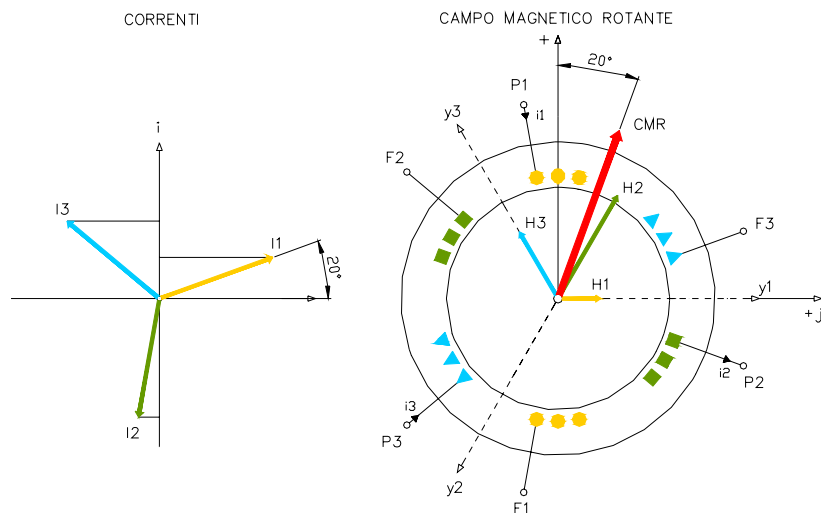 CORRENTI
CAMPO MAGNETICO ROTANTE
i
I3
I1
20°
I2
+
20°
P1
i1
y3
CMR
F2
H2
H3
F3
H1
y1
+j
i2
P2
i3
P3
y2
F1